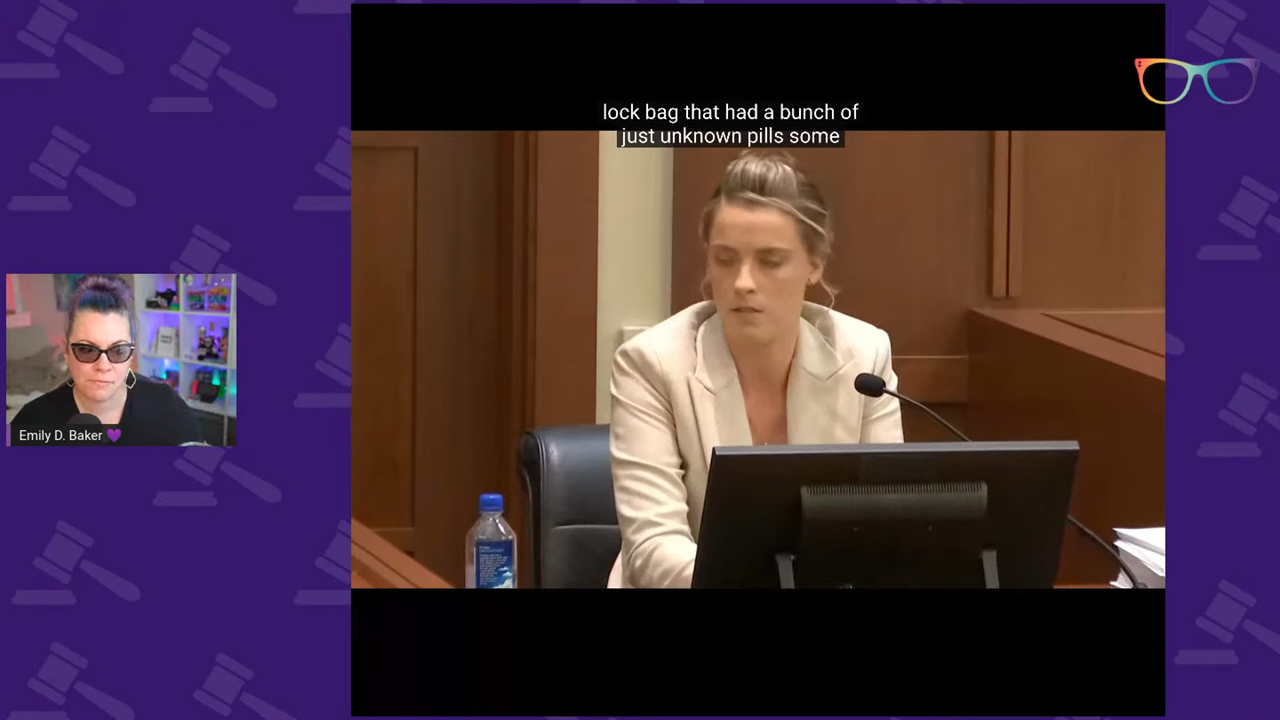 lock bag that had a bunch of
just unknown pills some
Emily D. Baker 💜